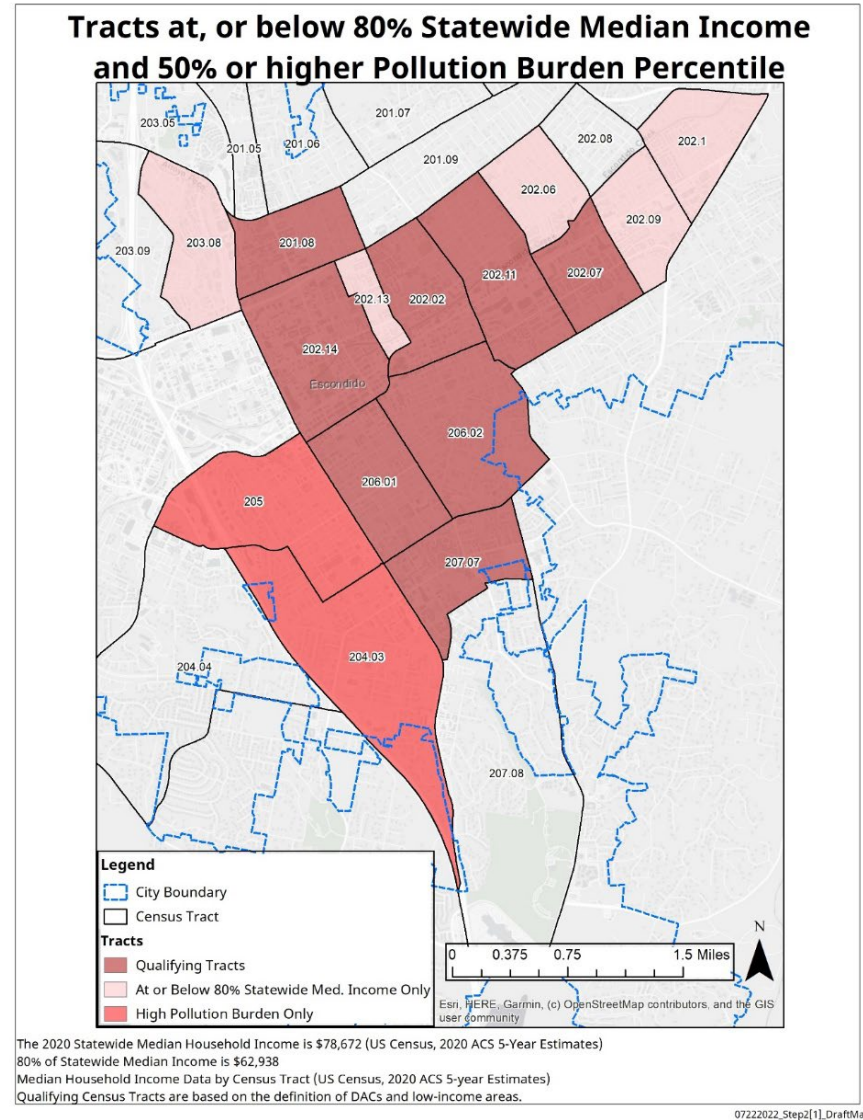 Tracts at, or below 80% Statewide Median Income
and 50% or higher Pollution Burden Percentile
203.05
201.05
201.06
201.07
201.09
202.08
202.1
202.06
202.09
203.09
203.08
201.08
202.13
202.02
202.11
202.07
202.14
Escondido
206.02
206.01
205
207.07
204.03
204.04
207.08
Legend
City Boundary
Census Tract
Tracts
Qualifying Tracts
At or Below 80% Statewide Med. Income Only
High Pollution Burden Only
N
0 0.375 0.75 1.5 Miles
Esri, HERE, Garmin, (c) OpenStreetMap contributors, and the GIS
user community
The 2020 Statewide Median Household Income is $78,672 (US Census, 2020 ACS 5-Year Estimates)
80% of Statewide Median Income is $62,938
Median Household Income Data by Census Tract (US Census, 2020 ACS 5-year Estimates)
Qualifying Census Tracts are based on the definition of DACs and low-income areas.
07222022_Step2[1]_DraftMa